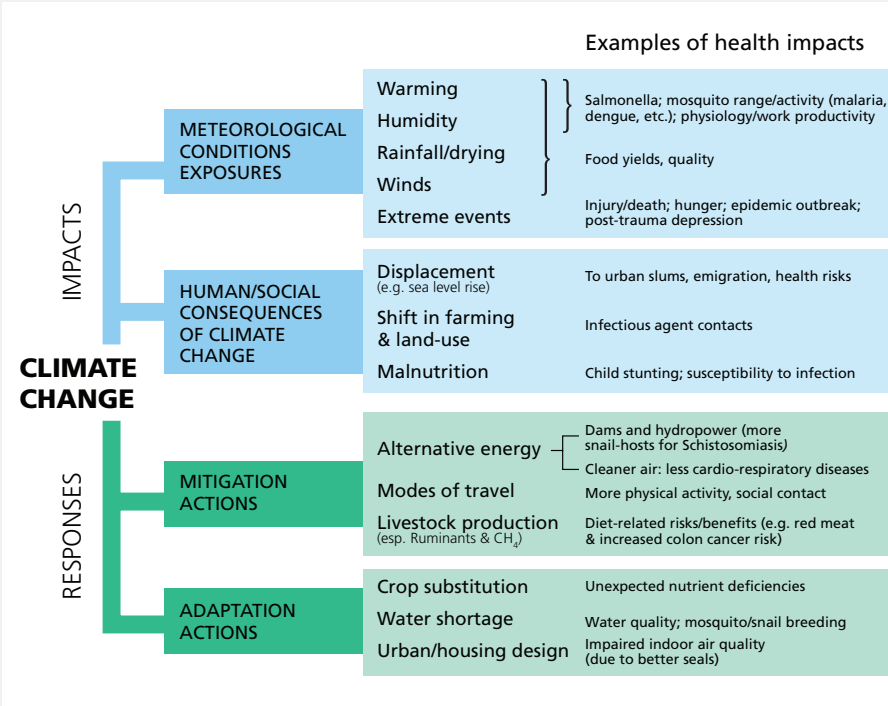 Examples of health impacts
IMPACTS
CLIMATE
CHANGE
RESPONSES
METEOROLOGICAL
CONDITIONS
EXPOSURES
Warming
Humidity
Salmonella; mosquito range/activity (malaria,
dengue, etc.); physiology/work productivity
Rainfall/drying
Food yields, quality
Winds
Extreme events
Injury/death; hunger; epidemic outbreak;
post-trauma depression
HUMAN/SOCIAL
CONSEQUENCES
OF CLIMATE
CHANGE
Displacement
(e.g. sea level rise)
To urban slums, emigration, health risks
Shift in farming
& land-use
Infectious agent contacts
Malnutrition
Child stunting; susceptibility to infection
MITIGATION
ACTIONS
Alternative energy
Dams and hydropower (more
snail-hosts for Schistosomiasis)
Cleaner air: less cardio-respiratory diseases
Modes of travel
More physical activity, social contact
Livestock production
(esp. Ruminants & CH₄)
Diet-related risks/benefits (e.g. red meat
& increased colon cancer risk)
ADAPTATION
ACTIONS
Crop substitution
Unexpected nutrient deficiencies
Water shortage
Water quality; mosquito/snail breeding
Urban/housing design
Impaired indoor air quality
(due to better seals)